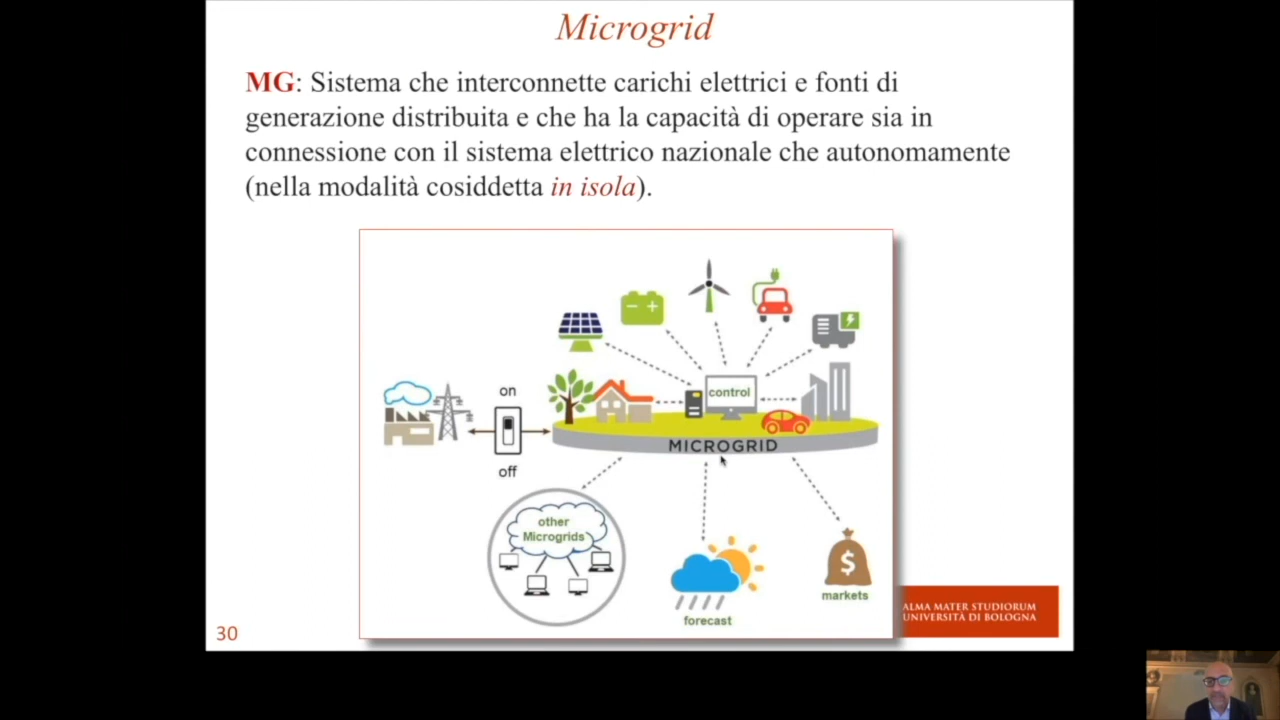 Microgrid
MG: Sistema che interconnette carichi elettrici e fonti di
generazione distribuita e che ha la capacità di operare sia in
connessione con il sistema elettrico nazionale che autonomamente
(nella modalità cosiddetta in isola).
control
on
MICROGRID
off
other
Microgrids
$
markets
forecast
ALMA MATER STUDIORUM
UNIVERSITÀ DI BOLOGNA
30